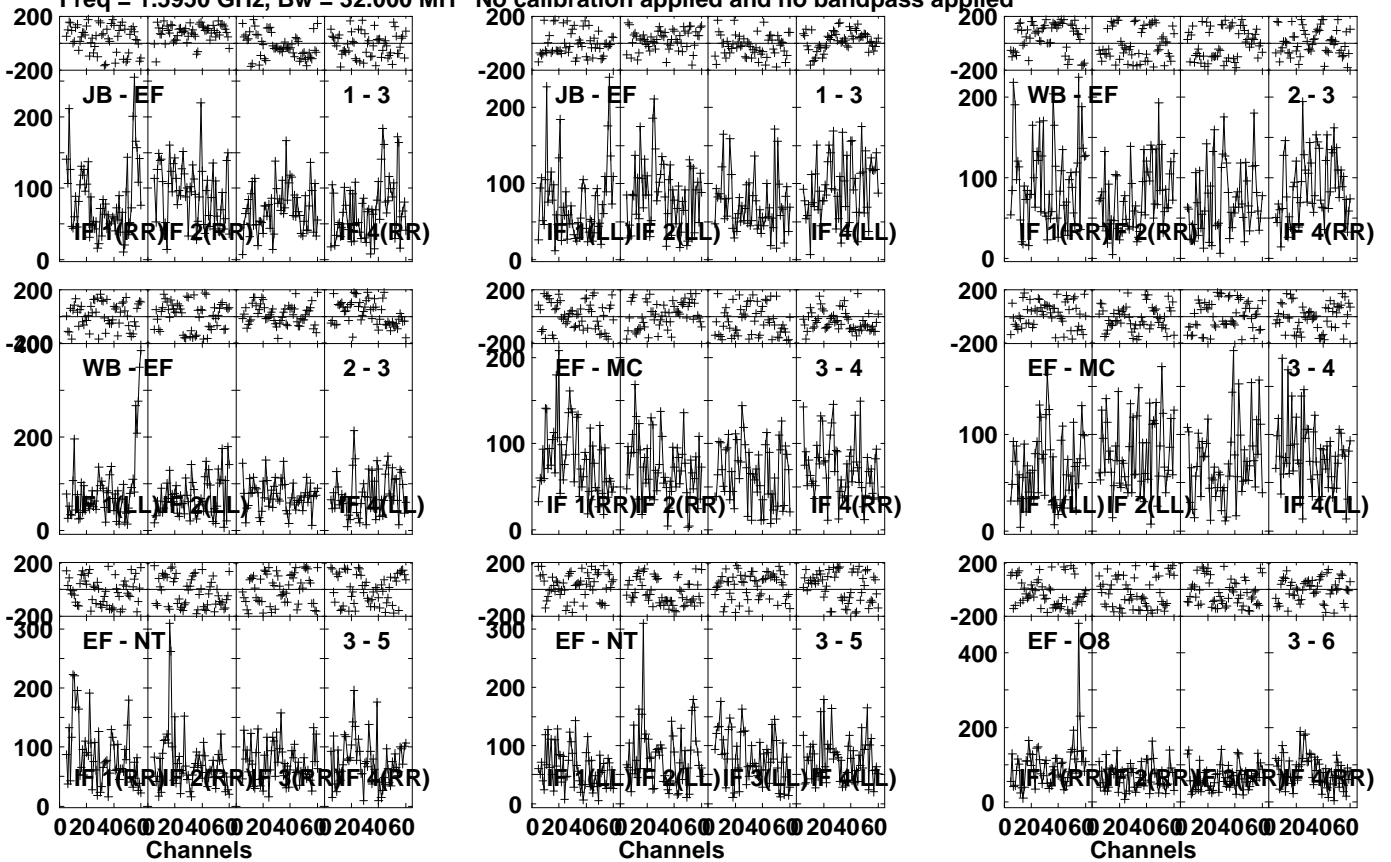 Freq = 1.5950 GHz, Bw = 32.000 MH No calibration applied and no bandpass applied
200
-200
JB - EF 1 - 3
200
100
IF 1(RR) IF 2(RR) IF 4(RR)
0
200
-200
JB - EF 1 - 3
200
100
IF 1(LL) IF 2(LL) IF 4(LL)
0
200
-200
WB - EF 2 - 3
200
100
IF 1(RR) IF 2(RR) IF 4(RR)
0
200
WB - EF 2 - 3
200
IF 1(LL) IF 2(LL) IF 4(LL)
0
200
200
EF - MC 3 - 4
100
IF 1(RR) IF 2(RR) IF 4(RR)
0
200
-200
EF - MC 3 - 4
100
IF 1(LL) IF 2(LL) IF 4(LL)
0
200
-200
300
EF - NT 3 - 5
200
100
IF 1(RR) IF 2(RR) IF 3(RR) IF 4(RR)
0
0 20 40 60 0 20 40 60 0 20 40 60 0 20 40 60
Channels
200
-200
300
EF - NT 3 - 5
200
100
IF 1(LL) IF 2(LL) IF 3(LL) IF 4(LL)
0
0 20 40 60 0 20 40 60 0 20 40 60 0 20 40 60
Channels
200
-200
EF - O8 3 - 6
400
200
IF 1(RR) IF 2(RR) IF 3(RR) IF 4(RR)
0
0 20 40 60 0 20 40 60 0 20 40 60 0 20 40 60
Channels